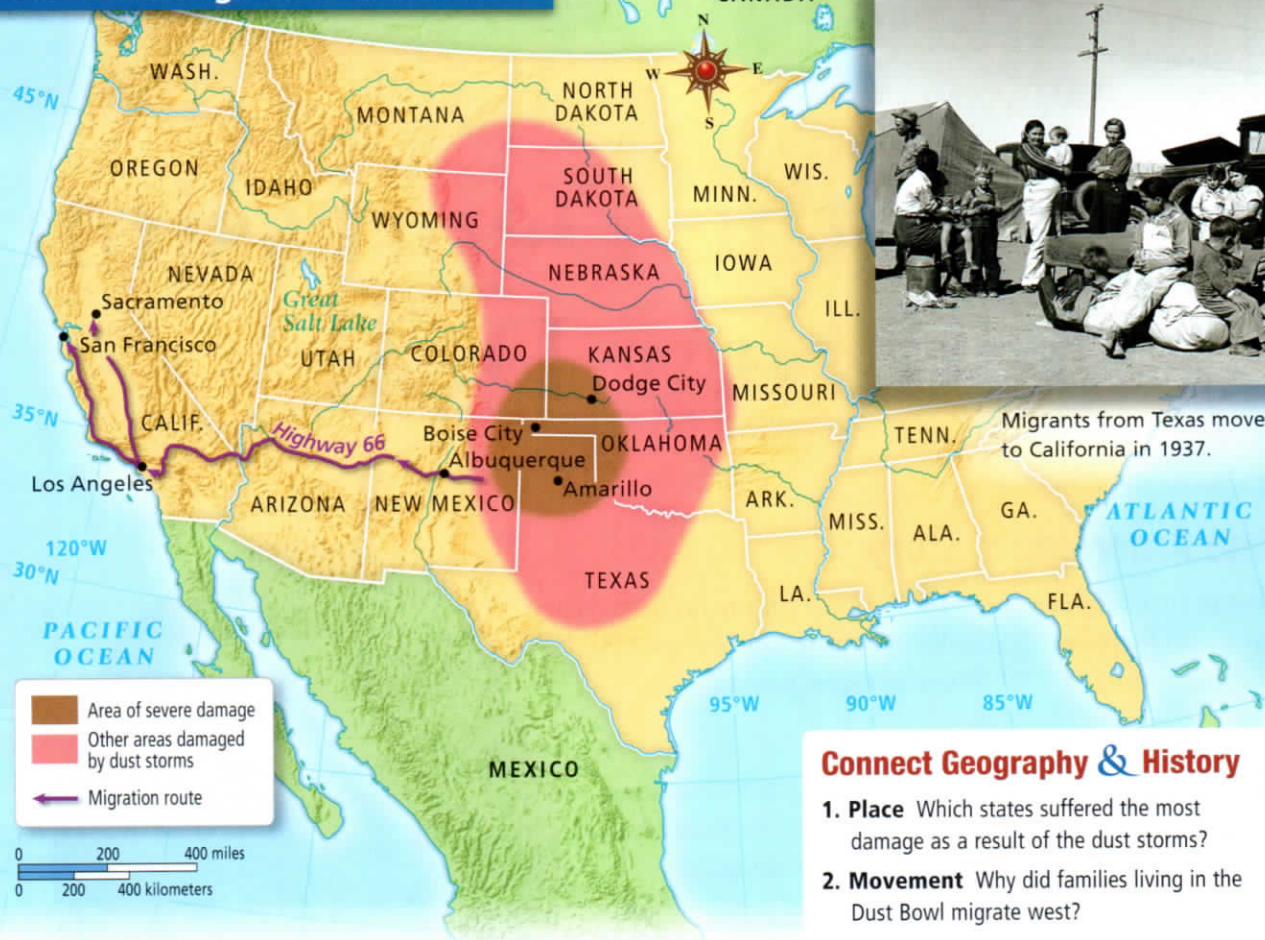 N
W
E
S
WASH.
45°N
MONTANA
NORTH
DAKOTA
OREGON
IDAHO
SOUTH
DAKOTA
MINN.
WIS.
WYOMING
NEVADA
NEBRASKA
IOWA
Sacramento
Great
Salt Lake
ILL.
San Francisco
UTAH
COLORADO
KANSAS
Dodge City
MISSOURI
35°N
CALIF.
Highway 66
Boise City
OKLAHOMA
TENN.
Albuquerque
Los Angeles
Amarillo
ARIZONA
NEW MEXICO
ARK.
MISS.
ALA.
GA.
Migrants from Texas move
to California in 1937.
ATLANTIC
OCEAN
120°W
30°N
TEXAS
LA.
FLA.
PACIFIC
OCEAN
95°W
90°W
85°W
MEXICO
Area of severe damage
Other areas damaged
by dust storms
Migration route
0 200 400 miles
0 200 400 kilometers
Connect Geography & History
1. Place Which states suffered the most
damage as a result of the dust storms?
2. Movement Why did families living in the
Dust Bowl migrate west?